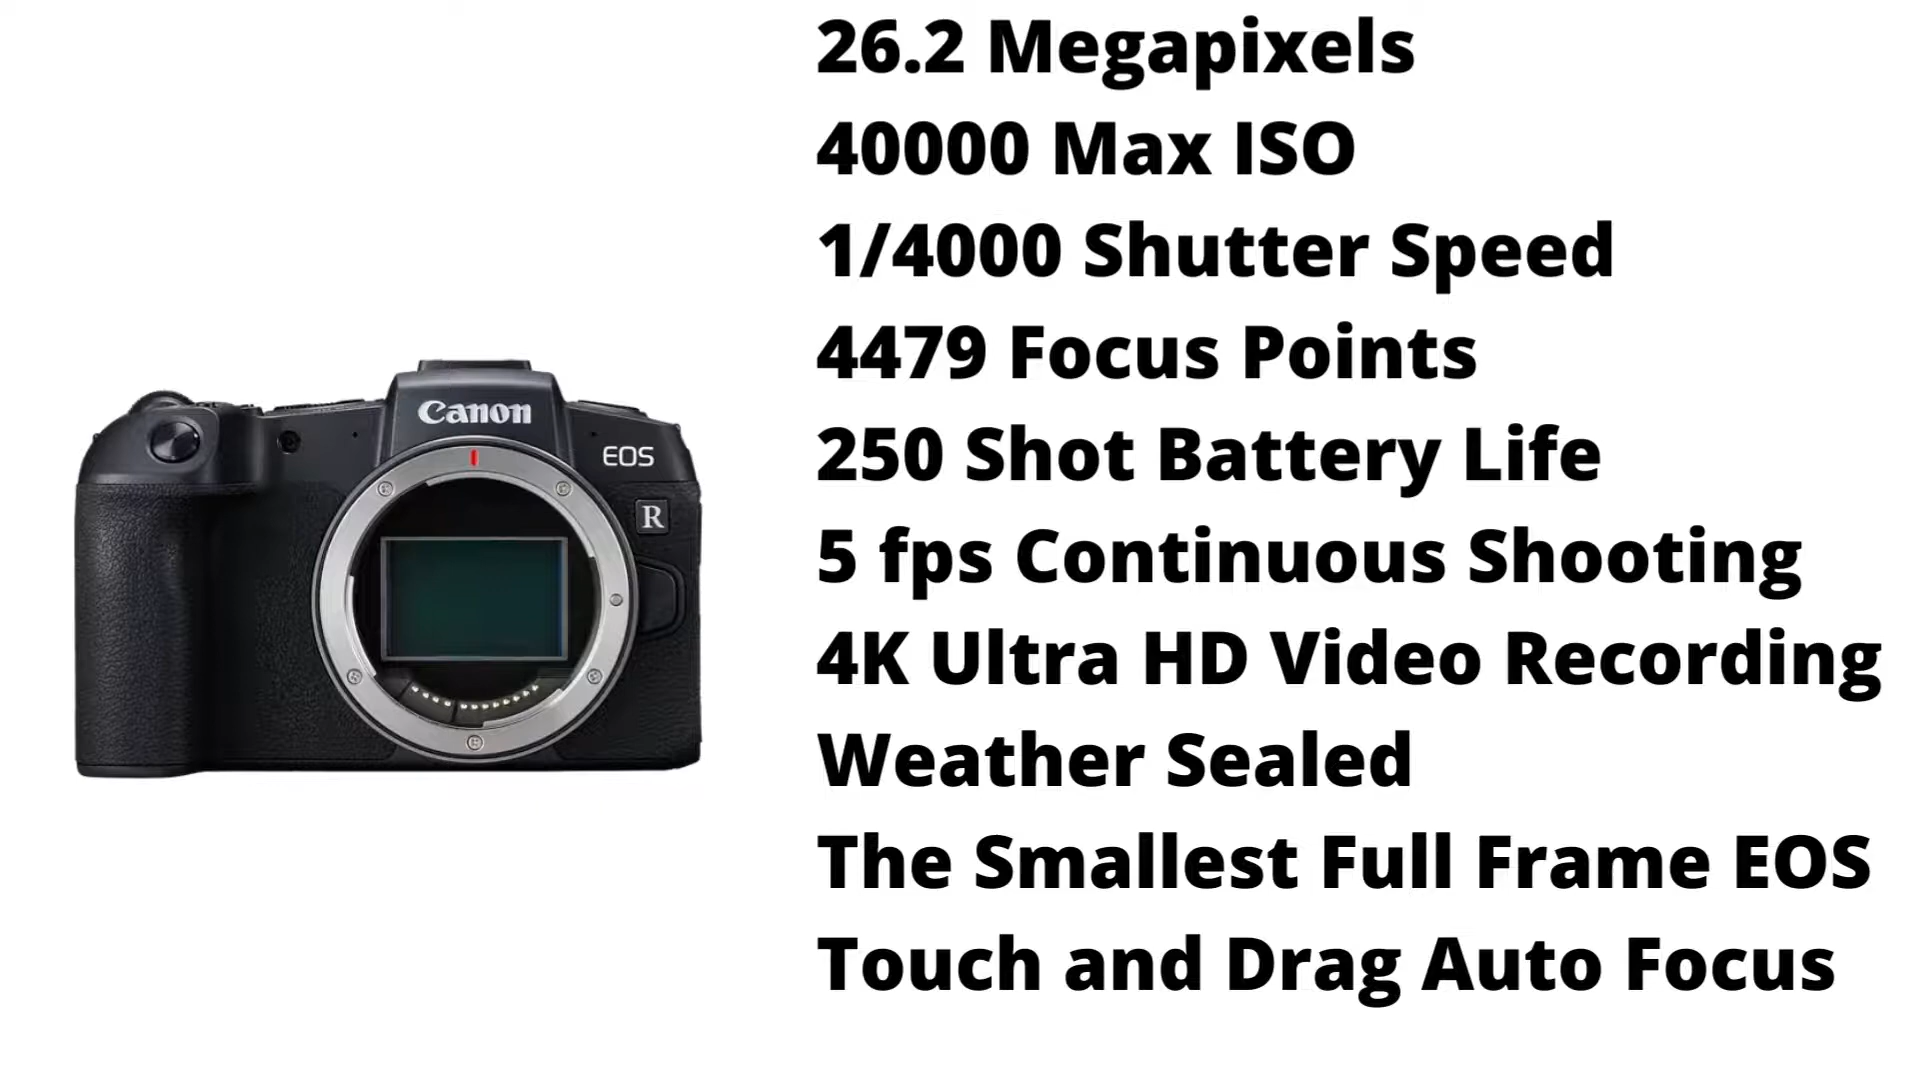 26.2 Megapixels
40000 Max ISO
1/4000 Shutter Speed
4479 Focus Points
250 Shot Battery Life
5 fps Continuous Shooting
4K Ultra HD Video Recording
Weather Sealed
The Smallest Full Frame EOS
Touch and Drag Auto Focus
Canon
EOS
R